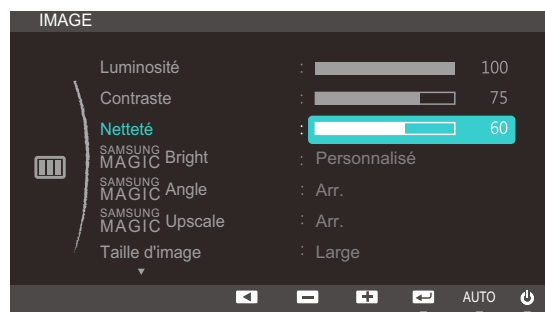 IMAGE
Luminosité : 100
Contraste : 75
Netteté : 60
SAMSUNG MAGIC Bright : Personnalisé
SAMSUNG MAGIC Angle : Arr.
SAMSUNG MAGIC Upscale : Arr.
Taille d'image : Large
AUTO